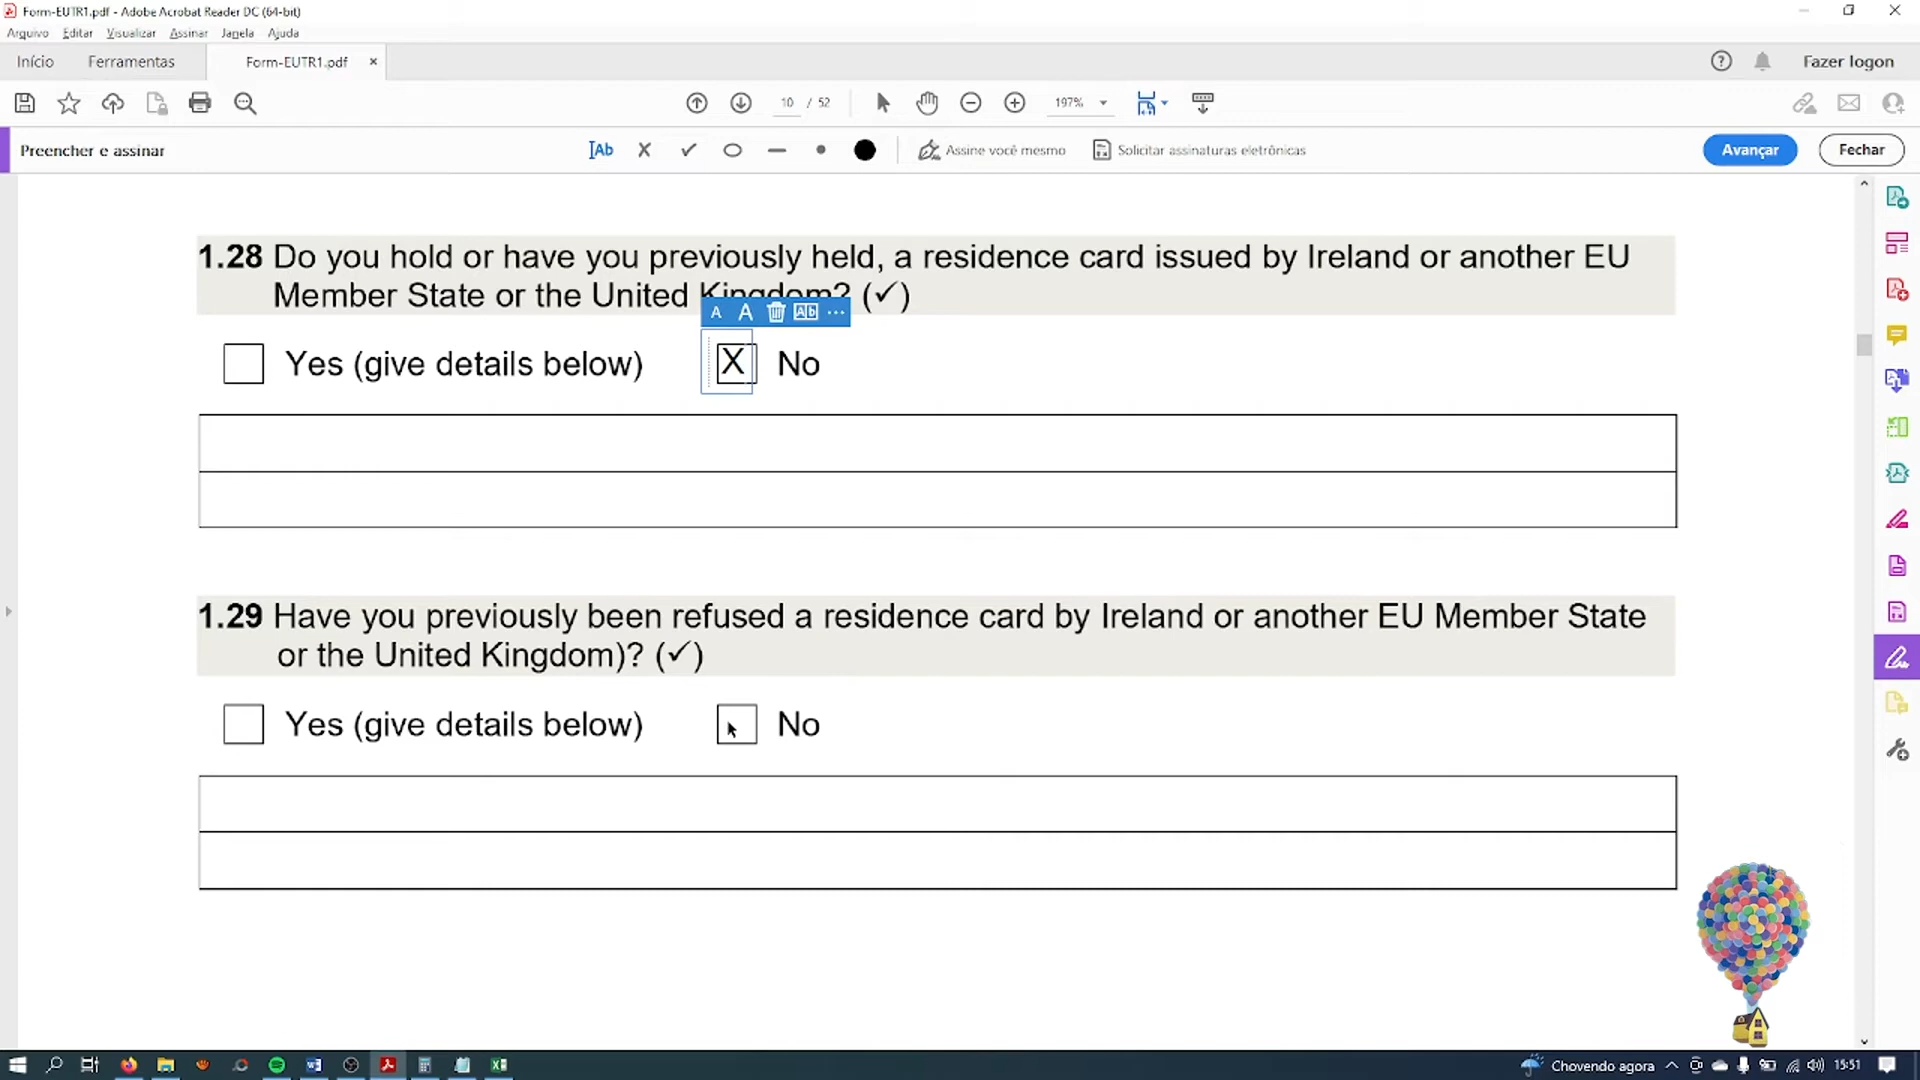 Form-EUTR1.pdf - Adobe Acrobat Reader DC (64-bit)
Arquivo Editar Visualizar Assinar Janela Ajuda
Início Ferramentas Form-EUTR1.pdf × Fazer logon
10 / 52 197%
Preencher e assinar Ab Assine você mesmo Solicitar assinaturas eletrônicas Avançar Fechar
1.28 Do you hold or have you previously held, a residence card issued by Ireland or another EU
Member State or the United Kingdom? (✓)
A A Ab ...
Yes (give details below) X No
1.29 Have you previously been refused a residence card by Ireland or another EU Member State
or the United Kingdom)? (✓)
Yes (give details below) No
Chovendo agora 15:51